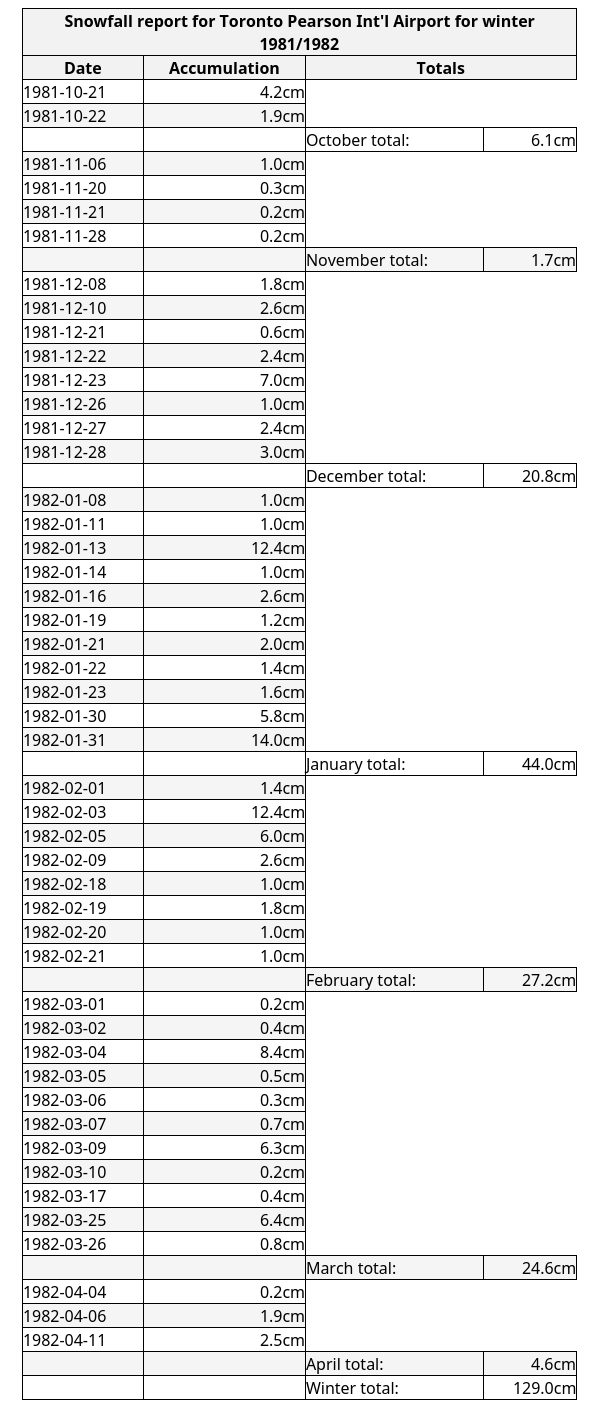 Snowfall report for Toronto Pearson Int'l Airport for winter
1981/1982
Date Accumulation Totals
1981-10-21 4.2cm
1981-10-22 1.9cm
October total: 6.1cm
1981-11-06 1.0cm
1981-11-20 0.3cm
1981-11-21 0.2cm
1981-11-28 0.2cm
November total: 1.7cm
1981-12-08 1.8cm
1981-12-10 2.6cm
1981-12-21 0.6cm
1981-12-22 2.4cm
1981-12-23 7.0cm
1981-12-26 1.0cm
1981-12-27 2.4cm
1981-12-28 3.0cm
December total: 20.8cm
1982-01-08 1.0cm
1982-01-11 1.0cm
1982-01-13 12.4cm
1982-01-14 1.0cm
1982-01-16 2.6cm
1982-01-19 1.2cm
1982-01-21 2.0cm
1982-01-22 1.4cm
1982-01-23 1.6cm
1982-01-30 5.8cm
1982-01-31 14.0cm
January total: 44.0cm
1982-02-01 1.4cm
1982-02-03 12.4cm
1982-02-05 6.0cm
1982-02-09 2.6cm
1982-02-18 1.0cm
1982-02-19 1.8cm
1982-02-20 1.0cm
1982-02-21 1.0cm
February total: 27.2cm
1982-03-01 0.2cm
1982-03-02 0.4cm
1982-03-04 8.4cm
1982-03-05 0.5cm
1982-03-06 0.3cm
1982-03-07 0.7cm
1982-03-09 6.3cm
1982-03-10 0.2cm
1982-03-17 0.4cm
1982-03-25 6.4cm
1982-03-26 0.8cm
March total: 24.6cm
1982-04-04 0.2cm
1982-04-06 1.9cm
1982-04-11 2.5cm
April total: 4.6cm
Winter total: 129.0cm